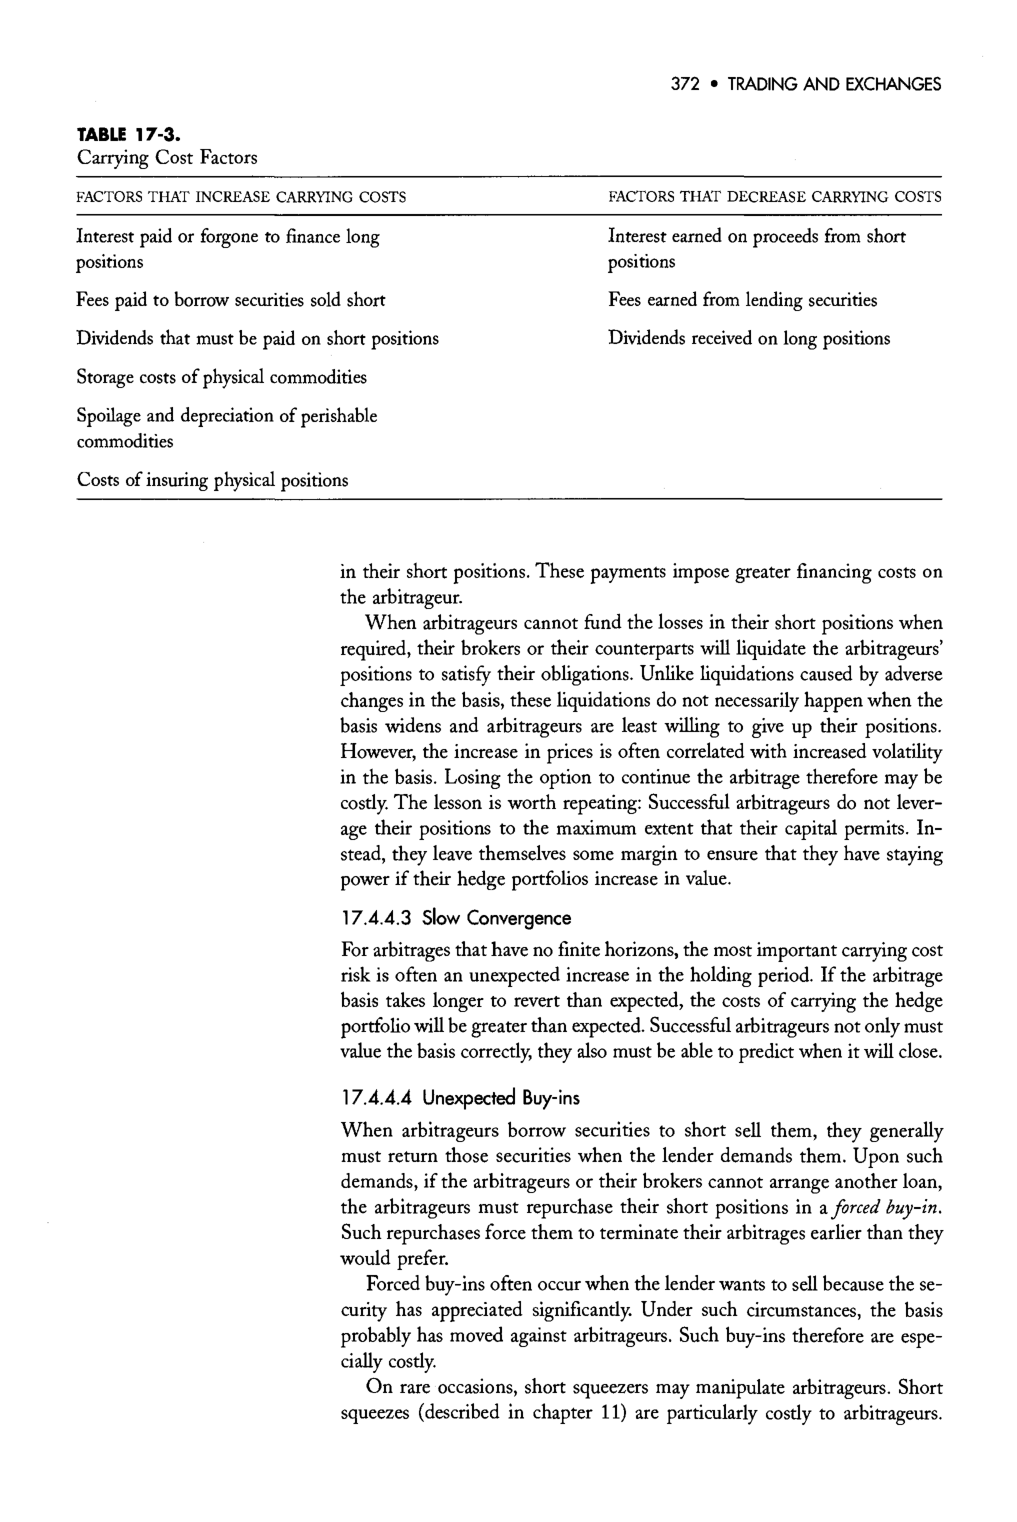 372 • TRADING AND EXCHANGES
TABLE 17-3.
Carrying Cost Factors
FACTORS THAT INCREASE CARRYING COSTS
FACTORS THAT DECREASE CARRYING COSTS
Interest paid or forgone to finance long
positions
Interest earned on proceeds from short
positions
Fees paid to borrow securities sold short
Fees earned from lending securities
Dividends that must be paid on short positions
Dividends received on long positions
Storage costs of physical commodities
Spoilage and depreciation of perishable
commodities
Costs of insuring physical positions
in their short positions. These payments impose greater financing costs on
the arbitrageur.
When arbitrageurs cannot fund the losses in their short positions when
required, their brokers or their counterparts will liquidate the arbitrageurs'
positions to satisfy their obligations. Unlike liquidations caused by adverse
changes in the basis, these liquidations do not necessarily happen when the
basis widens and arbitrageurs are least willing to give up their positions.
However, the increase in prices is often correlated with increased volatility
in the basis. Losing the option to continue the arbitrage therefore may be
costly. The lesson is worth repeating: Successful arbitrageurs do not lever-
age their positions to the maximum extent that their capital permits. In-
stead, they leave themselves some margin to ensure that they have staying
power if their hedge portfolios increase in value.
17.4.4.3 Slow Convergence
For arbitrages that have no finite horizons, the most important carrying cost
risk is often an unexpected increase in the holding period. If the arbitrage
basis takes longer to revert than expected, the costs of carrying the hedge
portfolio will be greater than expected. Successful arbitrageurs not only must
value the basis correctly, they also must be able to predict when it will close.
17.4.4.4 Unexpected Buy-ins
When arbitrageurs borrow securities to short sell them, they generally
must return those securities when the lender demands them. Upon such
demands, if the arbitrageurs or their brokers cannot arrange another loan,
the arbitrageurs must repurchase their short positions in a forced buy-in.
Such repurchases force them to terminate their arbitrages earlier than they
would prefer.
Forced buy-ins often occur when the lender wants to sell because the se-
curity has appreciated significantly. Under such circumstances, the basis
probably has moved against arbitrageurs. Such buy-ins therefore are espe-
cially costly.
On rare occasions, short squeezers may manipulate arbitrageurs. Short
squeezes (described in chapter 11) are particularly costly to arbitrageurs.